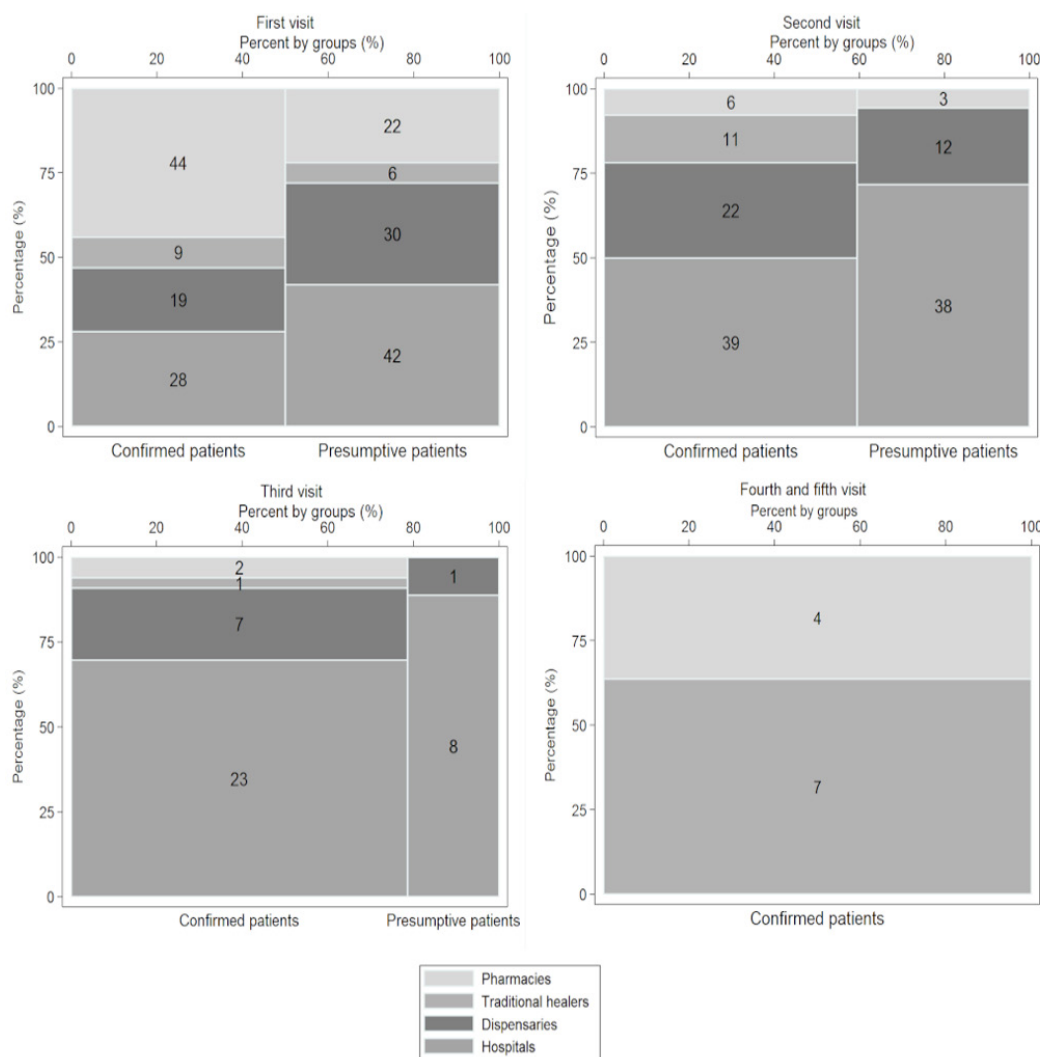 First visit
Percent by groups (%)
0 20 40 60 80 100
Percentage (%)
100
75
50
25
0
44
9
19
28
22
6
30
42
Confirmed patients Presumptive patients
Second visit
Percent by groups (%)
0 20 40 60 80 100
Percentage (%)
100
75
50
25
0
6
11
22
39
3
12
38
Confirmed patients Presumptive patients
Third visit
Percent by groups (%)
0 20 40 60 80 100
Percentage (%)
100
75
50
25
0
2
1
7
23
1
8
Confirmed patients Presumptive patients
Fourth and fifth visit
Percent by groups
0 20 40 60 80 100
Percentage (%)
100
75
50
25
0
4
7
Confirmed patients
Pharmacies
Traditional healers
Dispensaries
Hospitals